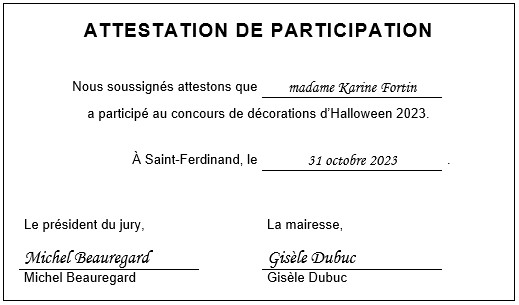 ATTESTATION DE PARTICIPATION
Nous soussignés attestons que madame Karine Fortin
a participé au concours de décorations d’Halloween 2023.
À Saint-Ferdinand, le 31 octobre 2023 .
Le président du jury, La mairesse,
Michel Beauregard Gisèle Dubuc
Michel Beauregard Gisèle Dubuc